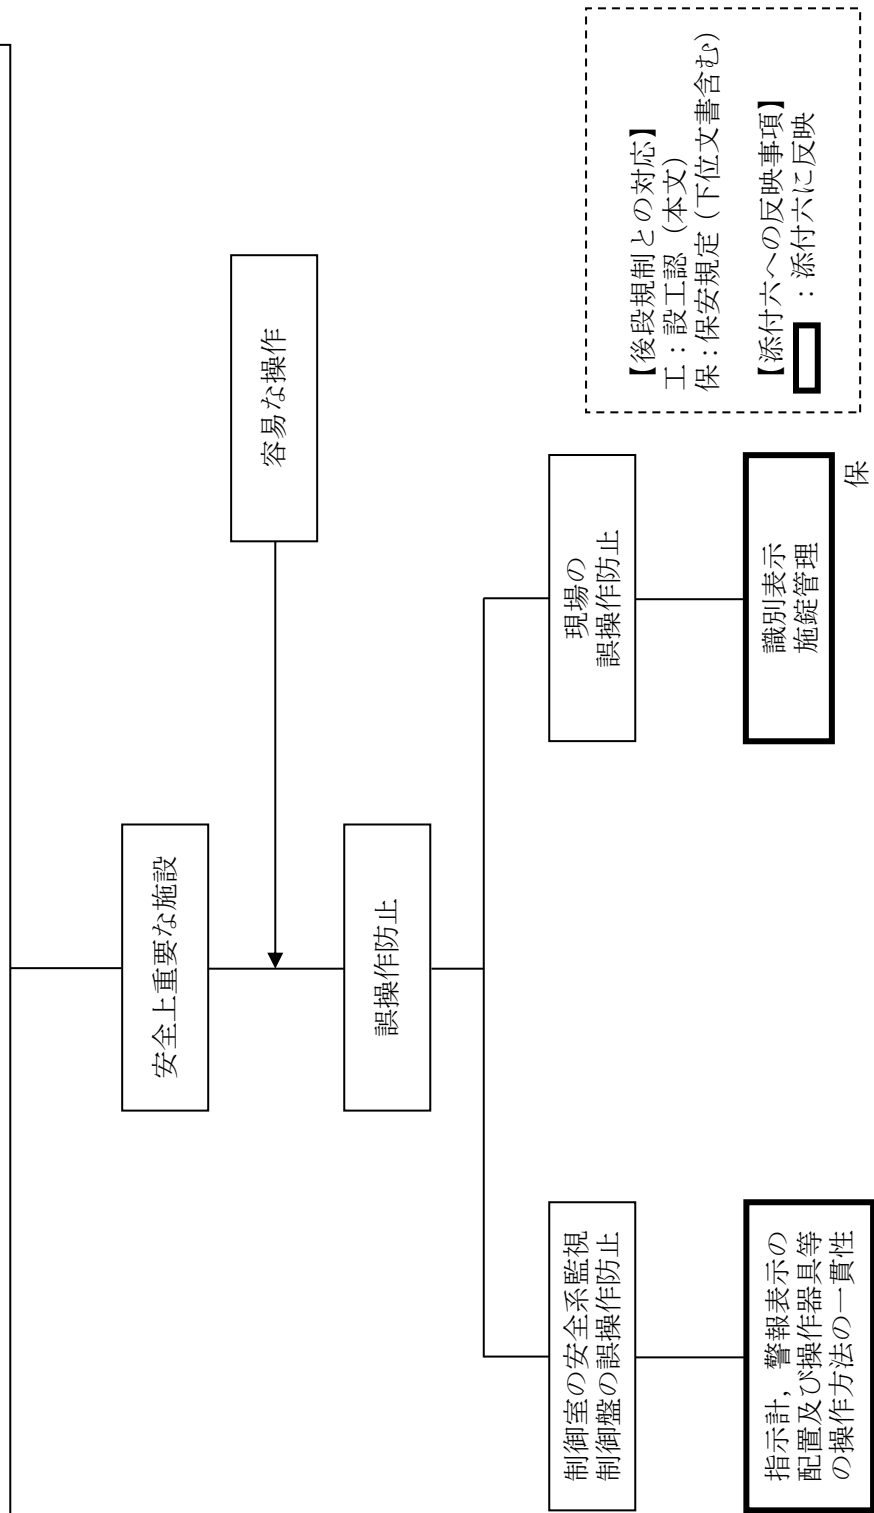 安全上重要な施設
容易な操作
誤操作防止
制御室の安全系監視
制御盤の誤操作防止
現場の
誤操作防止
指示計，警報表示の
配置及び操作器具等
の操作方法の一貫性
識別表示
施錠管理
保
【後段規制との対応】
工：設工認（本文）
保：保安規定（下位文書含む）
【添付六への反映事項】
：添付六に反映